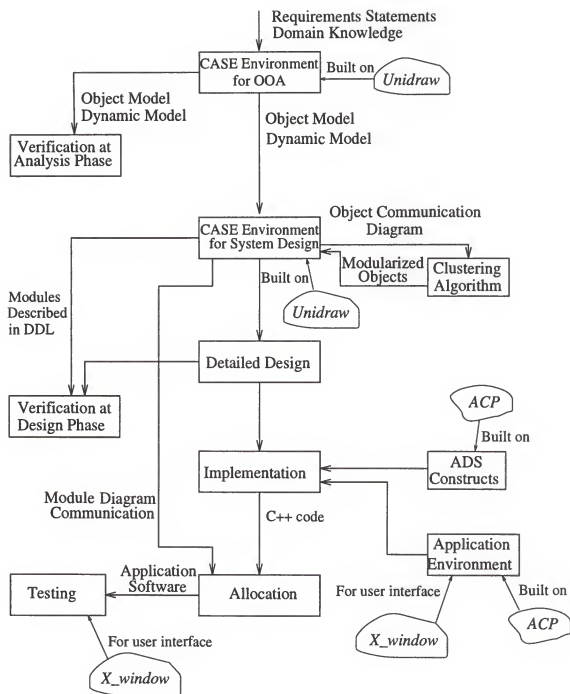 Requirements Statements
Domain Knowledge
CASE Environment
for OOA
Built on
Unidraw
Object Model
Dynamic Model
Object Model
Dynamic Model
Verification at
Analysis Phase
Object Communication
Diagram
CASE Environment
for System Design
Modularized
Objects
Clustering
Algorithm
Built on
Unidraw
Modules
Described
in DDL
Detailed Design
Verification at
Design Phase
ACP
Built on
Implementation
ADS
Constructs
Module Diagram
Communication
C++ code
Application
Environment
Application
Software
Testing
Allocation
For user interface
Built on
For user interface
X_window
ACP
X_window